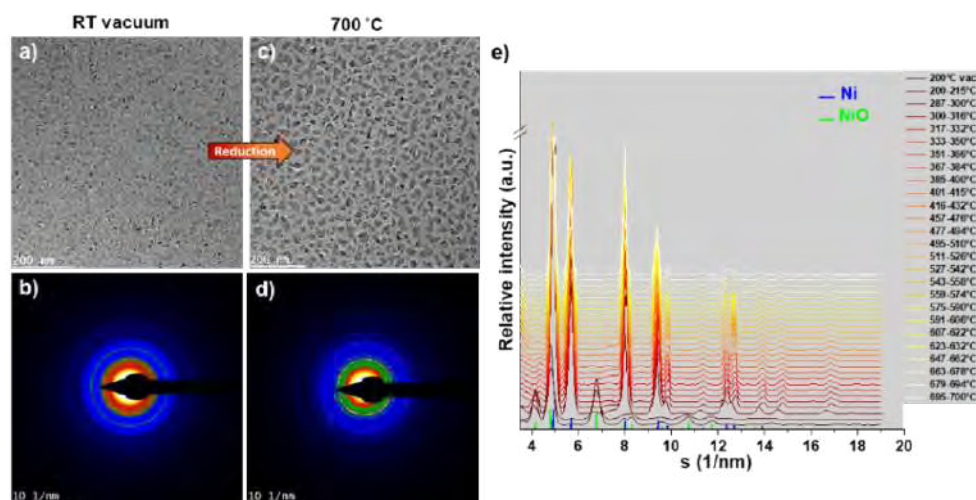 RT vacuum
700 °C
a)
c)
e)
Reduction
200 nm
200 nm
b)
d)
10 1/nm
10 1/nm
Relative intensity (a.u.)
Ni
NiO
200°C vac
200-215°C
287-300°C
300-316°C
317-332°C
333-350°C
351-366°C
367-384°C
385-400°C
401-415°C
416-432°C
457-476°C
477-494°C
495-510°C
511-526°C
527-542°C
543-558°C
559-574°C
575-590°C
591-606°C
607-622°C
623-632°C
647-662°C
663-678°C
679-694°C
695-700°C
4 6 8 10 12 14 16 18 20
s (1/nm)